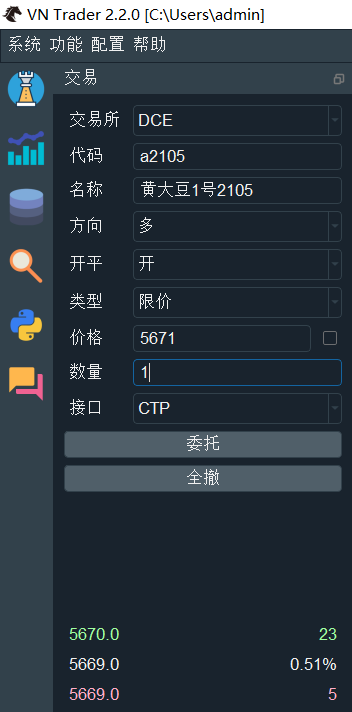 VN Trader 2.2.0 [C:\Users\admin]
系统 功能 配置 帮助
交易
交易所 DCE
代码 a2105
名称 黄大豆1号2105
方向 多
开平 开
类型 限价
价格 5671
数量 1
接口 CTP
委托
全撤
5670.0 23
5669.0 0.51%
5669.0 5